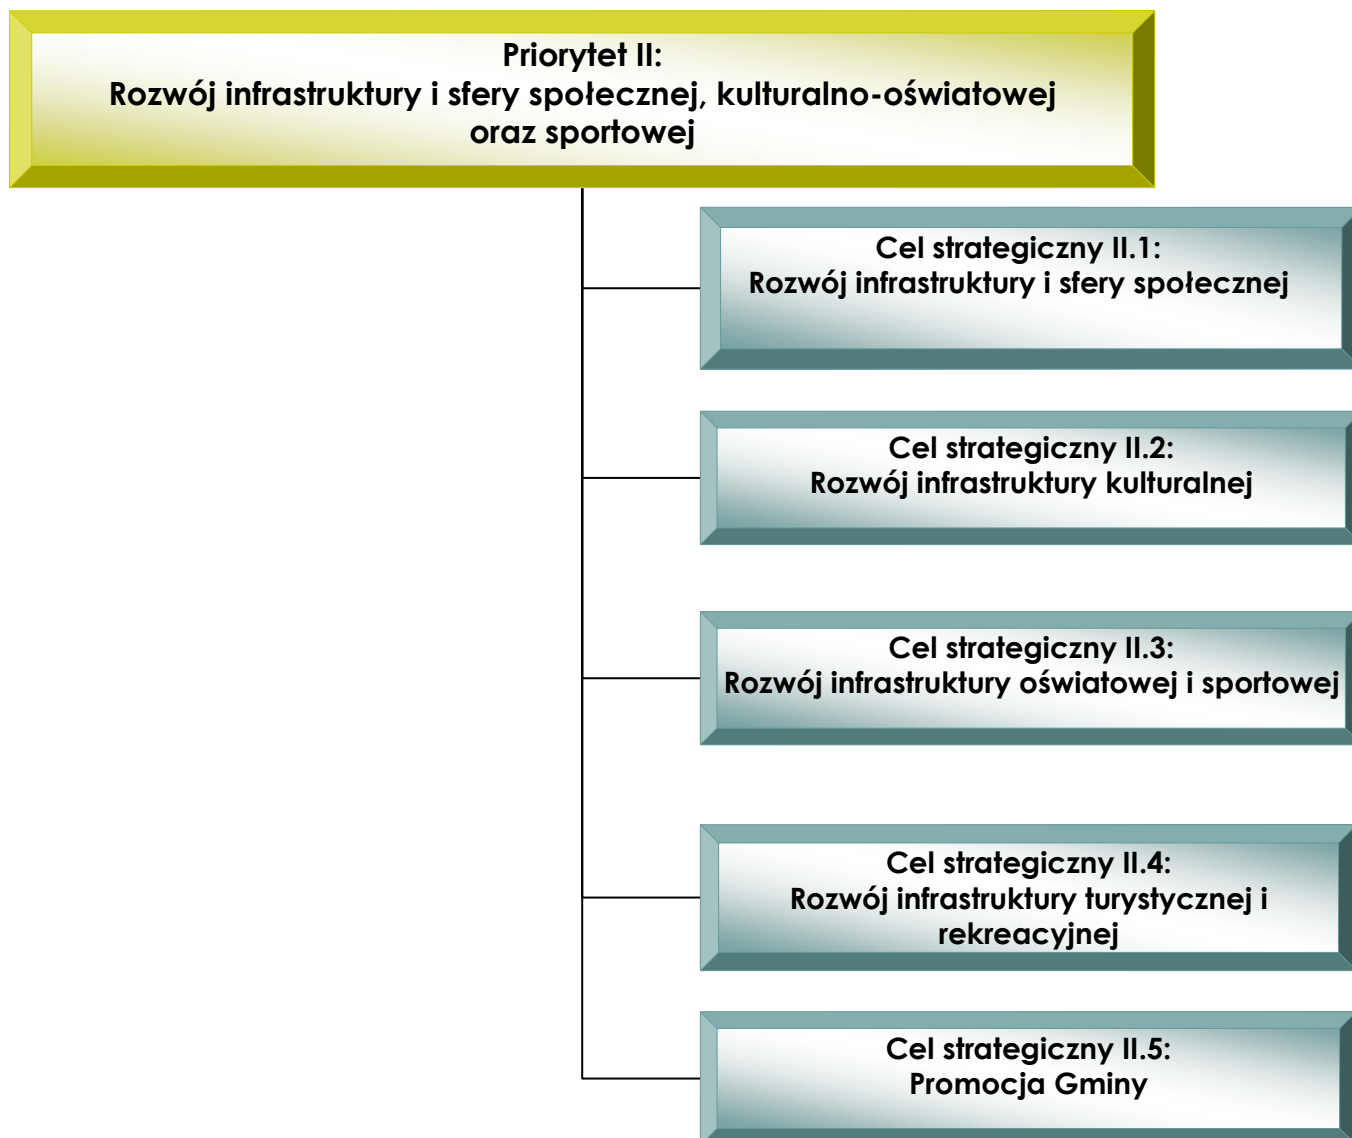 Priorytet II:
Rozwój infrastruktury i sfery społecznej, kulturalno-oświatowej
oraz sportowej
Cel strategiczny II.1:
Rozwój infrastruktury i sfery społecznej
Cel strategiczny II.2:
Rozwój infrastruktury kulturalnej
Cel strategiczny II.3:
Rozwój infrastruktury oświatowej i sportowej
Cel strategiczny II.4:
Rozwój infrastruktury turystycznej i
rekreacyjnej
Cel strategiczny II.5:
Promocja Gminy